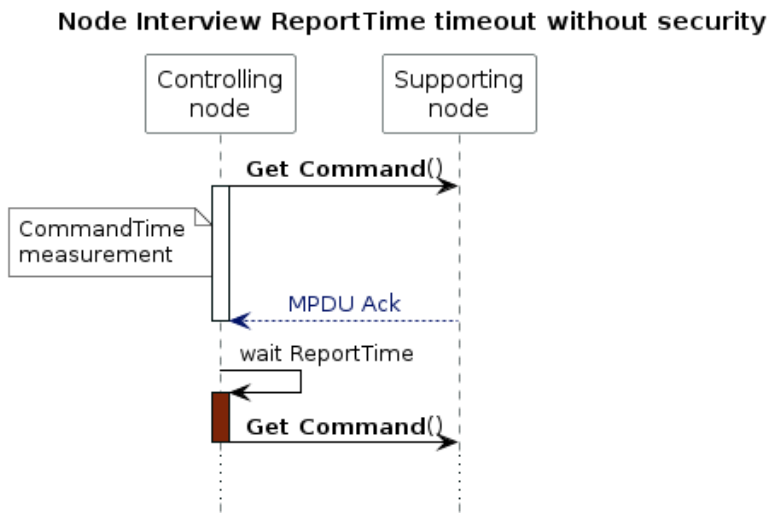 Node Interview ReportTime timeout without security
Controlling
node
Supporting
node
Get Command()
CommandTime
measurement
MPDU Ack
wait ReportTime
Get Command()